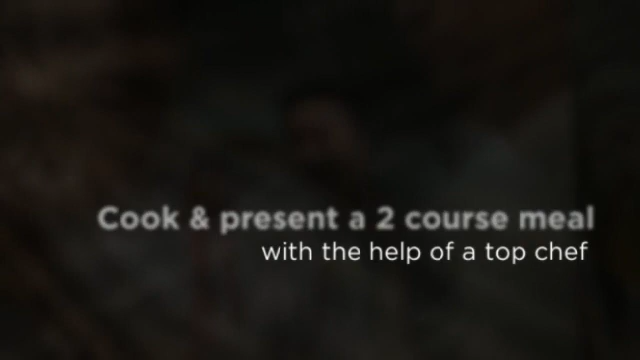 Cook & present a 2 course meal
with the help of a top chef